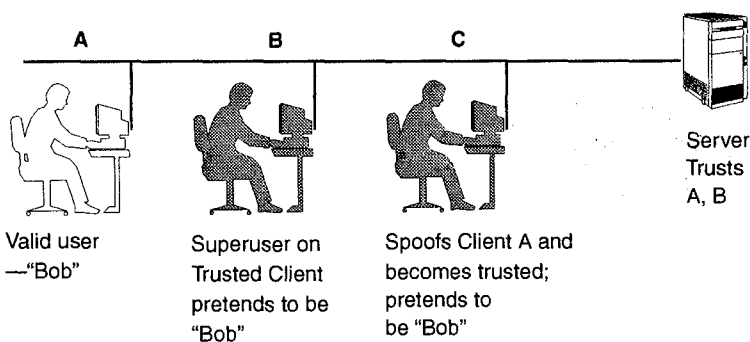 A
B
C
Server
Trusts
A, B
Valid user
—“Bob”
Superuser on
Trusted Client
pretends to be
“Bob”
Spoofs Client A and
becomes trusted;
pretends to
be “Bob”